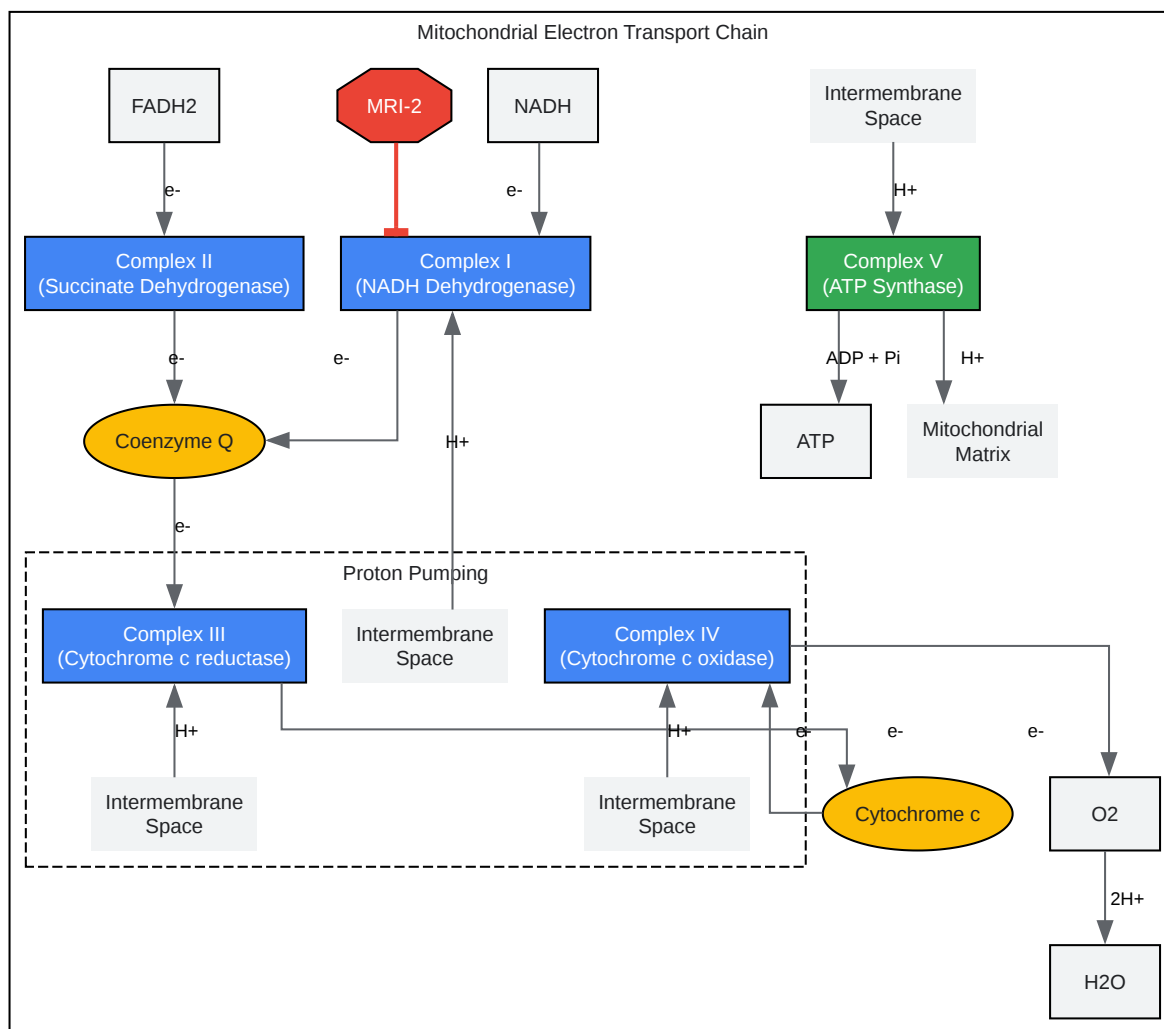 Mitochondrial Electron Transport Chain
FADH2
MRI-2
NADH
Intermembrane
Space
e-
e-
H+
Complex II
(Succinate Dehydrogenase)
Complex I
(NADH Dehydrogenase)
Complex V
(ATP Synthase)
e-
e-
ADP + Pi
H+
Coenzyme Q
H+
ATP
Mitochondrial
Matrix
e-
Proton Pumping
Complex III
(Cytochrome c reductase)
Intermembrane
Space
Complex IV
(Cytochrome c oxidase)
H+
H+
e-
e-
e-
Intermembrane
Space
Intermembrane
Space
Cytochrome c
O2
2H+
H2O